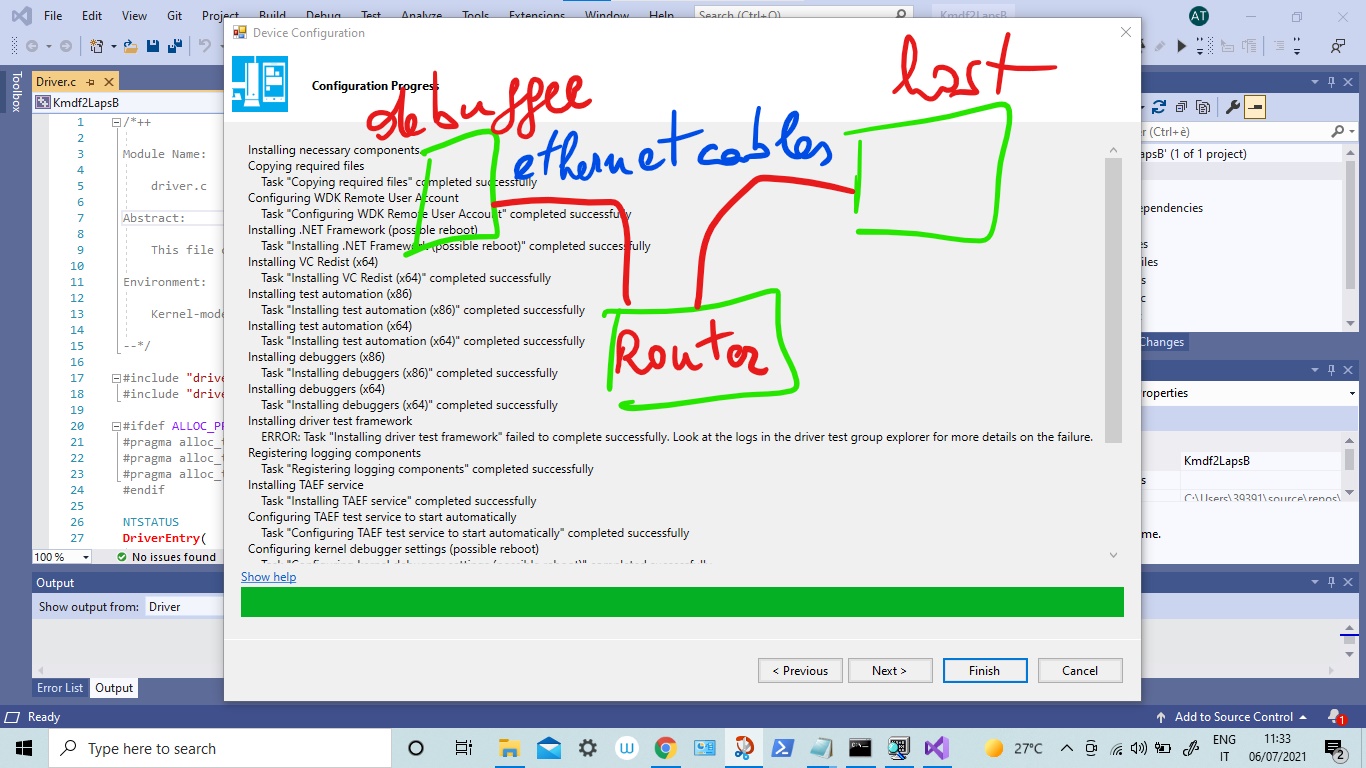 File Edit View Git Project Build Debug Test Analyze Tools Extensions Window Help Search (Ctrl+Q) Kmdf2LapsB AT
Device Configuration
Configuration Progress
debuggee
host
ethernet cables
Router
Toolbox
Driver.c
Kmdf2LapsB
1 /*++
2
3 Module Name:
4
5 driver.c
6
7 Abstract:
8
9 This file c
10
11 Environment:
12
13 Kernel-mode
14
15 --*/
16
17 #include "drive
18 #include "drive
19
20 #ifdef ALLOC_PR
21 #pragma alloc_t
22 #pragma alloc_t
23 #pragma alloc_t
24 #endif
25
26 NTSTATUS
27 DriverEntry(
100 % No issues found
Installing necessary components
Copying required files
Task "Copying required files" completed successfully
Configuring WDK Remote User Account
Task "Configuring WDK Remote User Account" completed successfully
Installing .NET Framework (possible reboot)
Task "Installing .NET Framework (possible reboot)" completed successfully
Installing VC Redist (x64)
Task "Installing VC Redist (x64)" completed successfully
Installing test automation (x86)
Task "Installing test automation (x86)" completed successfully
Installing test automation (x64)
Task "Installing test automation (x64)" completed successfully
Installing debuggers (x86)
Task "Installing debuggers (x86)" completed successfully
Installing debuggers (x64)
Task "Installing debuggers (x64)" completed successfully
Installing driver test framework
ERROR: Task "Installing driver test framework" failed to complete successfully. Look at the logs in the driver test group explorer for more details on the failure.
Registering logging components
Task "Registering logging components" completed successfully
Installing TAEF service
Task "Installing TAEF service" completed successfully
Configuring TAEF test service to start automatically
Task "Configuring TAEF test service to start automatically" completed successfully
Configuring kernel debugger settings (possible reboot)
Show help
< Previous Next > Finish Cancel
r (Ctrl+è)
apsB' (1 of 1 project)
ependencies
es
iles
c
Changes
roperties
Kmdf2LapsB
s C:\Users\39391\source\repos\
me.
Output
Show output from: Driver
Error List Output
Ready Add to Source Control 1
Type here to search 27°C ENG 11:33
IT 06/07/2021 2